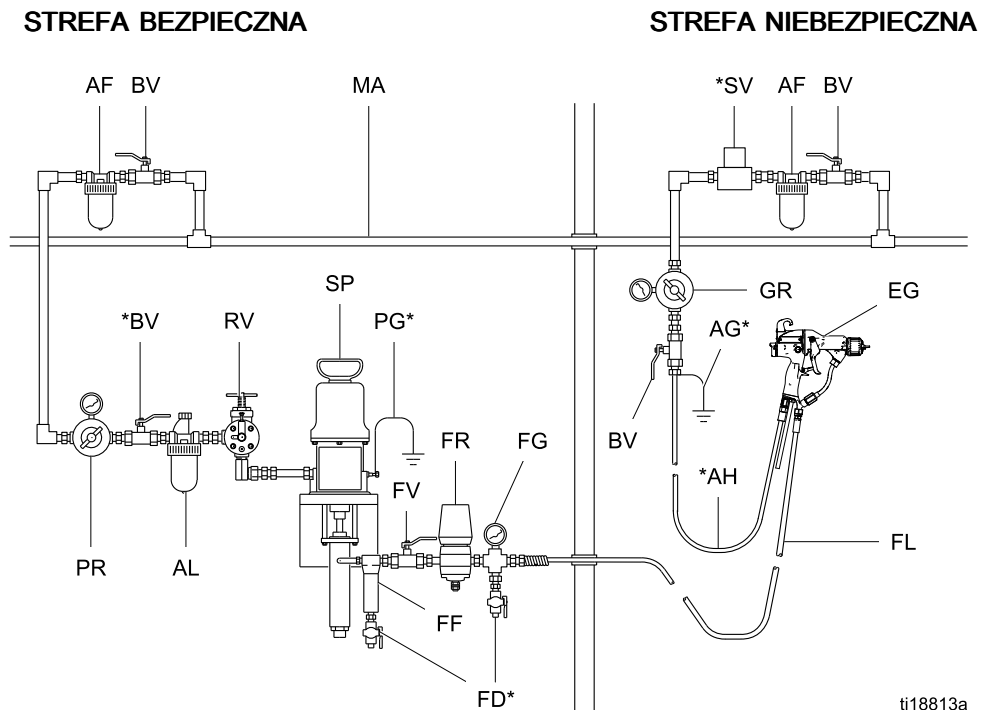 STREFA BEZPIECZNA STREFA NIEBEZPIECZNA
AF BV MA *SV AF BV
SP GR EG
*BV RV PG* AG*
FR FG BV
FV *AH
PR AL FL
FF
FD*
ti18813a